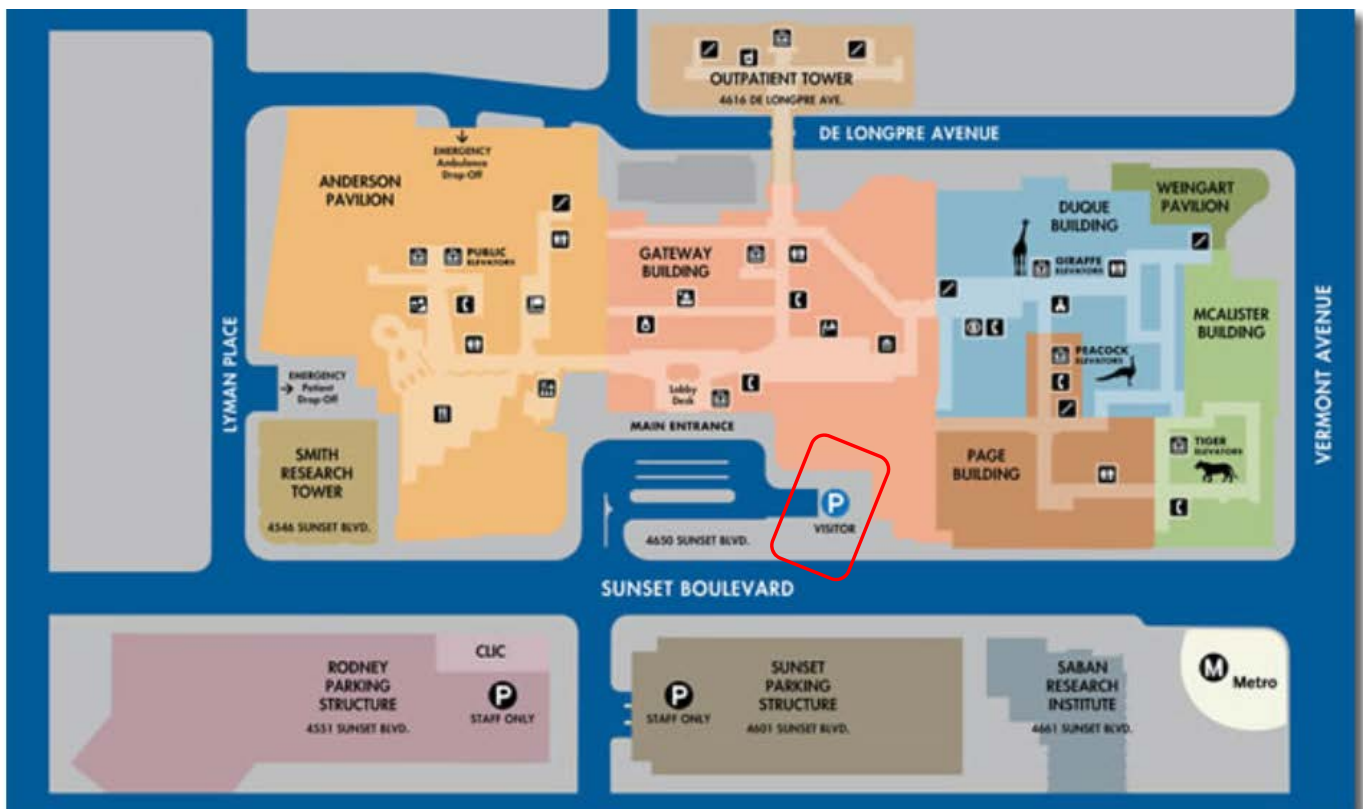 OUTPATIENT TOWER
4616 DE LONGPRE AVE.
DE LONGPRE AVENUE
EMERGENCY
Ambulance
Drop-Off
ANDERSON
PAVILION
PUBLIC
ELEVATORS
GATEWAY
BUILDING
DUQUE
BUILDING
WEINGART
PAVILION
GIRAFFE
ELEVATORS
MCALISTER
BUILDING
PEACOCK
ELEVATORS
LYMAN PLACE
VERMONT AVENUE
EMERGENCY
Patient
Drop-Off
Lobby
Desk
MAIN ENTRANCE
SMITH
RESEARCH
TOWER
4546 SUNSET BLVD.
PAGE
BUILDING
TIGER
ELEVATORS
P
VISITOR
4650 SUNSET BLVD.
SUNSET BOULEVARD
CLIC
RODNEY
PARKING
STRUCTURE
4551 SUNSET BLVD.
P
STAFF ONLY
P
STAFF ONLY
SUNSET
PARKING
STRUCTURE
4601 SUNSET BLVD.
SABAN
RESEARCH
INSTITUTE
4661 SUNSET BLVD.
M
Metro